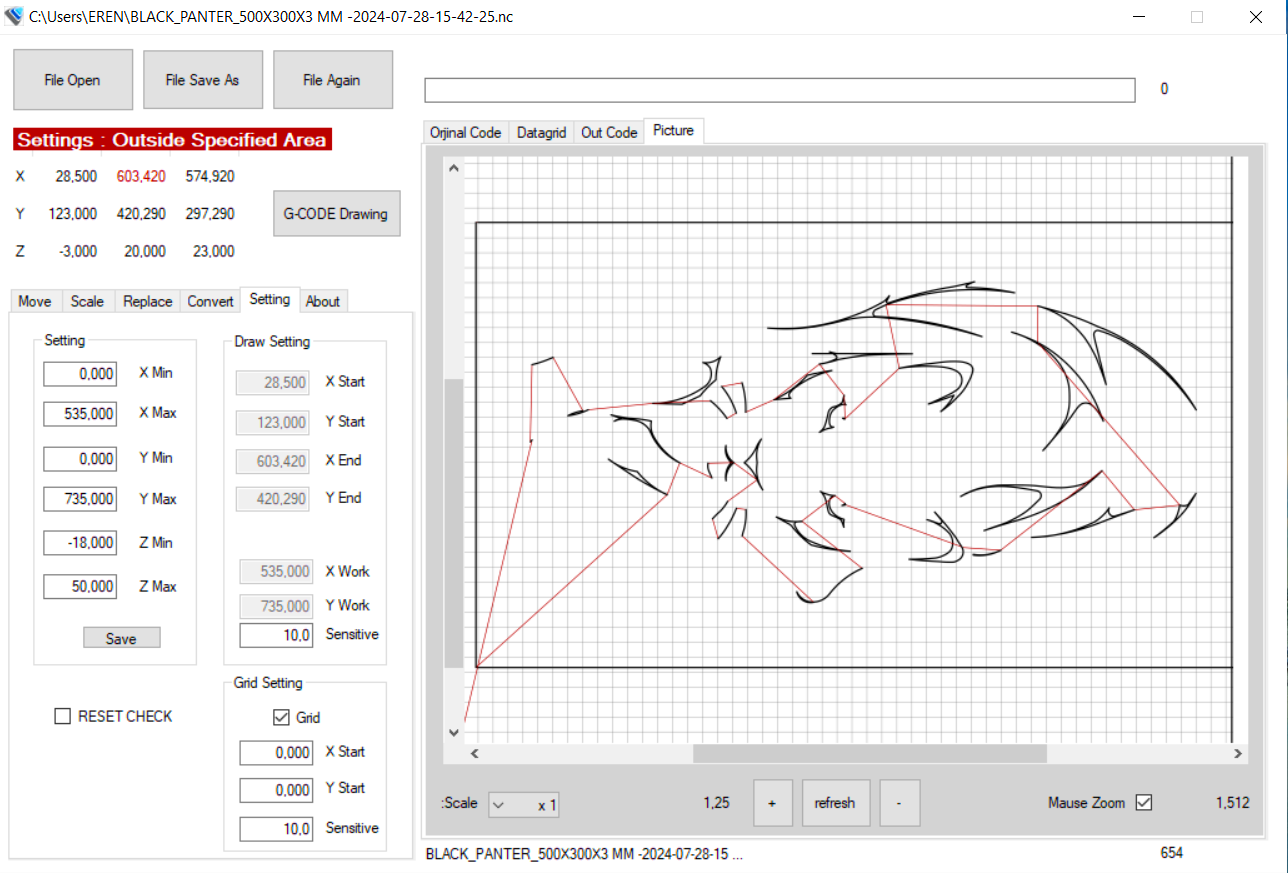 C:\Users\EREN\BLACK_PANTER_500X300X3 MM -2024-07-28-15-42-25.nc
File Open File Save As File Again
0
Settings : Outside Specified Area
X 28,500 603,420 574,920
Y 123,000 420,290 297,290
Z -3,000 20,000 23,000
G-CODE Drawing
Move Scale Replace Convert Setting About
Setting
0,000 X Min
535,000 X Max
0,000 Y Min
735,000 Y Max
-18,000 Z Min
50,000 Z Max
Save
RESET CHECK
Draw Setting
28,500 X Start
123,000 Y Start
603,420 X End
420,290 Y End
535,000 X Work
735,000 Y Work
10,0 Sensitive
Grid Setting
Grid
0,000 X Start
0,000 Y Start
10,0 Sensitive
Orjinal Code Datagrid Out Code Picture
:Scale x 1 1,25 + refresh - Mause Zoom 1,512
BLACK_PANTER_500X300X3 MM -2024-07-28-15 ... 654